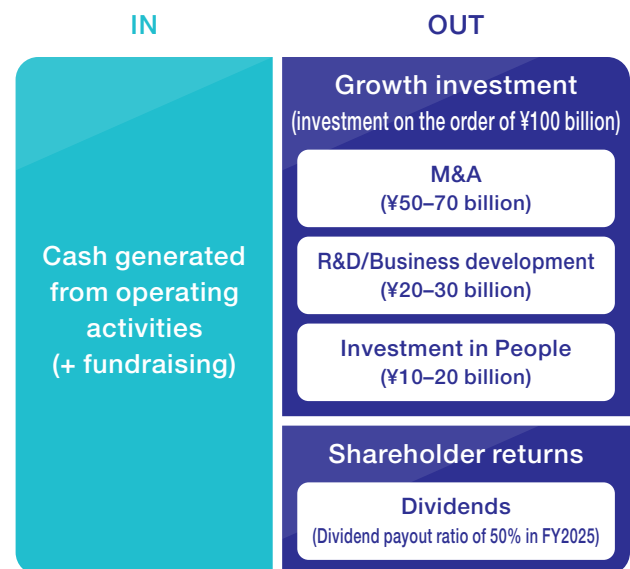 IN
Cash generated
from operating
activities
(+ fundraising)
OUT
Growth investment
(investment on the order of ¥100 billion)
M&A
(¥50–70 billion)
R&D/Business development
(¥20–30 billion)
Investment in People
(¥10–20 billion)
Shareholder returns
Dividends
(Dividend payout ratio of 50% in FY2025)